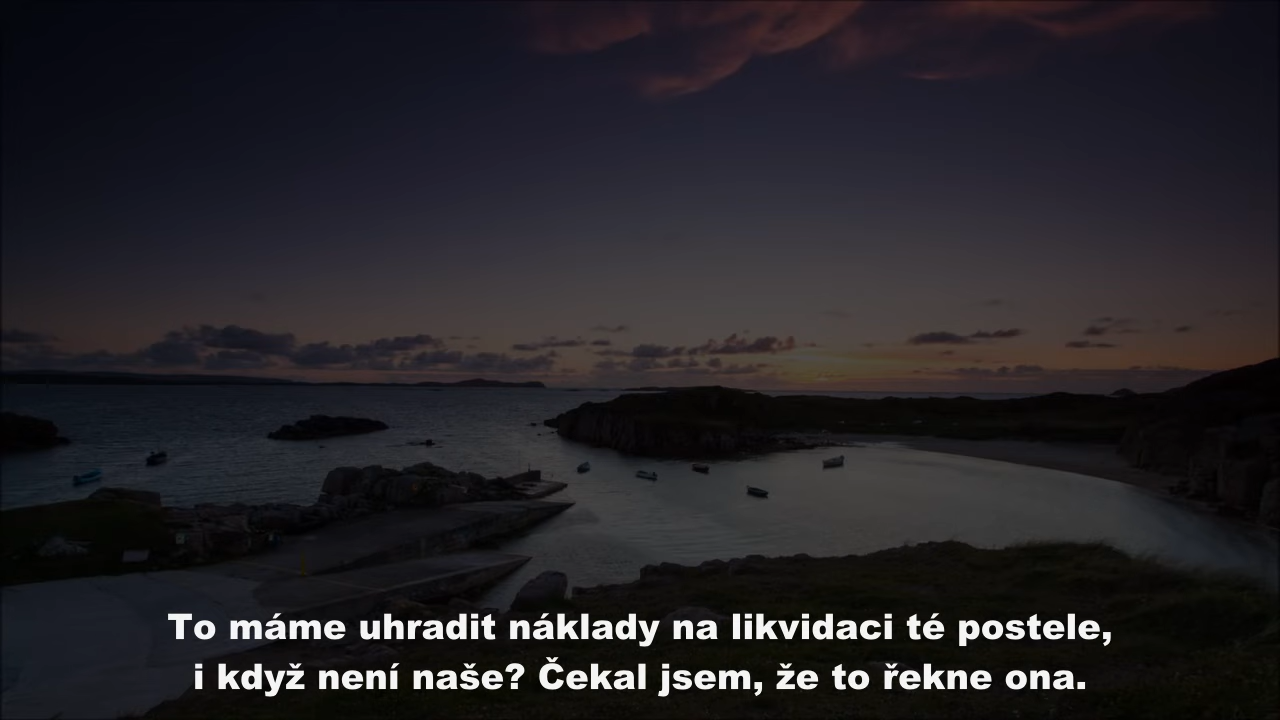 To máme uhradit náklady na likvidaci té postele,
i když není naše? Čekal jsem, že to řekne ona.